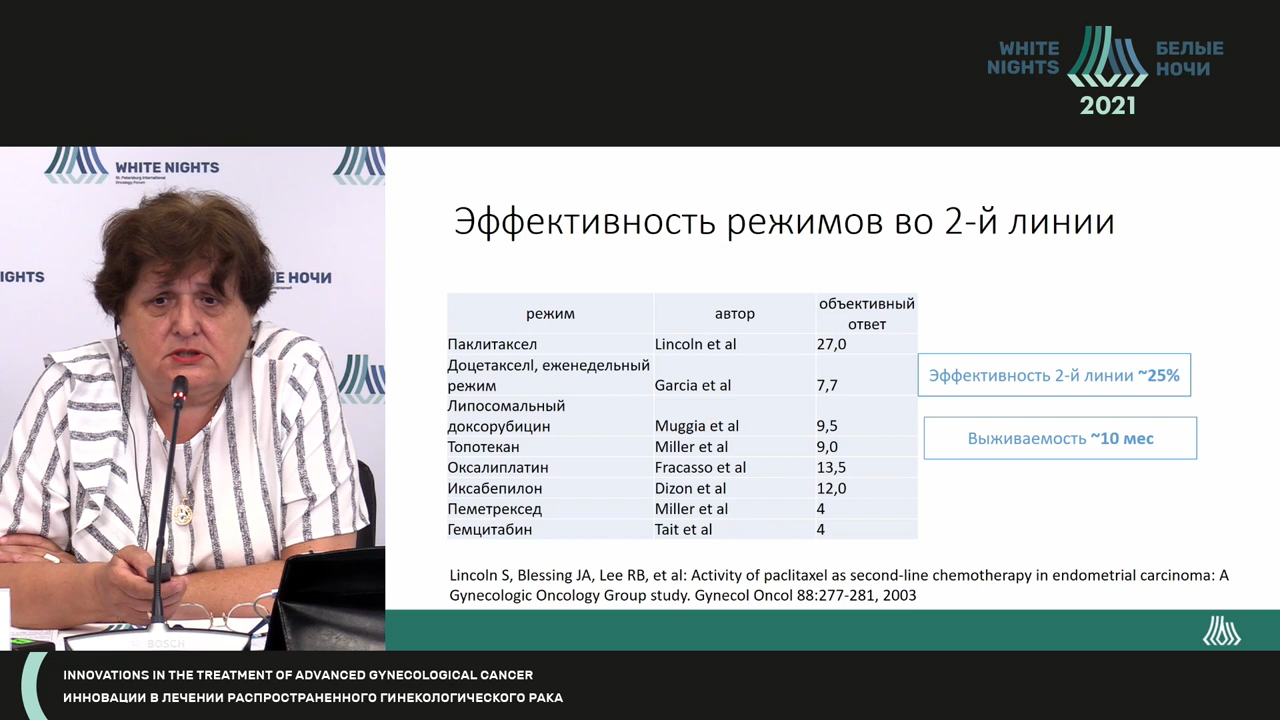 WHITE NIGHTS
БЕЛЫЕ НОЧИ
2021
WHITE NIGHTS
St. Petersburg International
Oncology Forum
IGHTS
Е НОЧИ
BOSCH
Эффективность режимов во 2-й линии
режим автор объективный ответ
Паклитаксел Lincoln et al 27,0
Доцетакселl, еженедельный режим Garcia et al 7,7
Липосомальный доксорубицин Muggia et al 9,5
Топотекан Miller et al 9,0
Оксалиплатин Fracasso et al 13,5
Иксабепилон Dizon et al 12,0
Пеметрексед Miller et al 4
Гемцитабин Tait et al 4
Эффективность 2-й линии ~25%
Выживаемость ~10 мес
Lincoln S, Blessing JA, Lee RB, et al: Activity of paclitaxel as second-line chemotherapy in endometrial carcinoma: A
Gynecologic Oncology Group study. Gynecol Oncol 88:277-281, 2003
INNOVATIONS IN THE TREATMENT OF ADVANCED GYNECOLOGICAL CANCER
ИННОВАЦИИ В ЛЕЧЕНИИ РАСПРОСТРАНЕННОГО ГИНЕКОЛОГИЧЕСКОГО РАКА